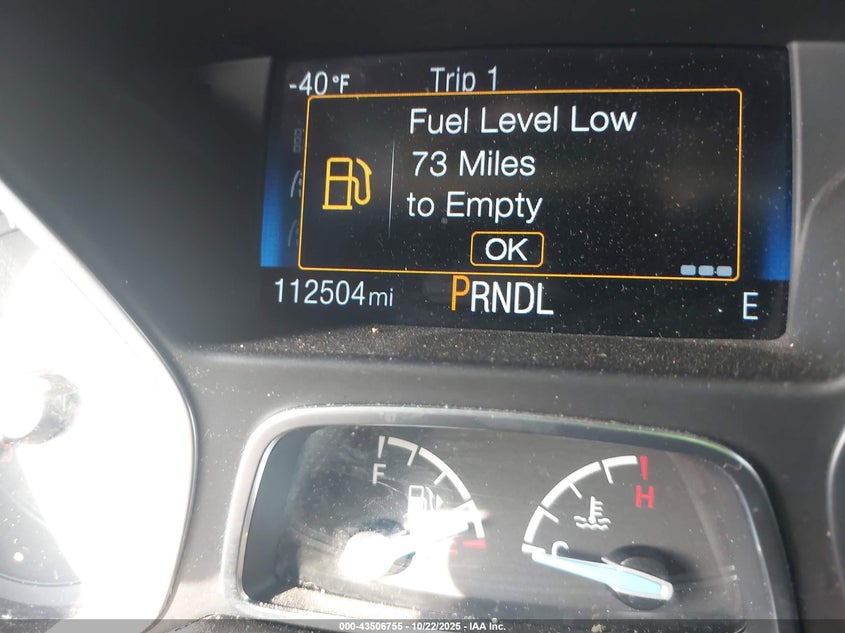 -40°F Trip 1
Fuel Level Low
73 Miles
to Empty
OK
112504mi PRNDL E
F
H
C
000-43506755 - 10/22/2025 - IAA Inc.